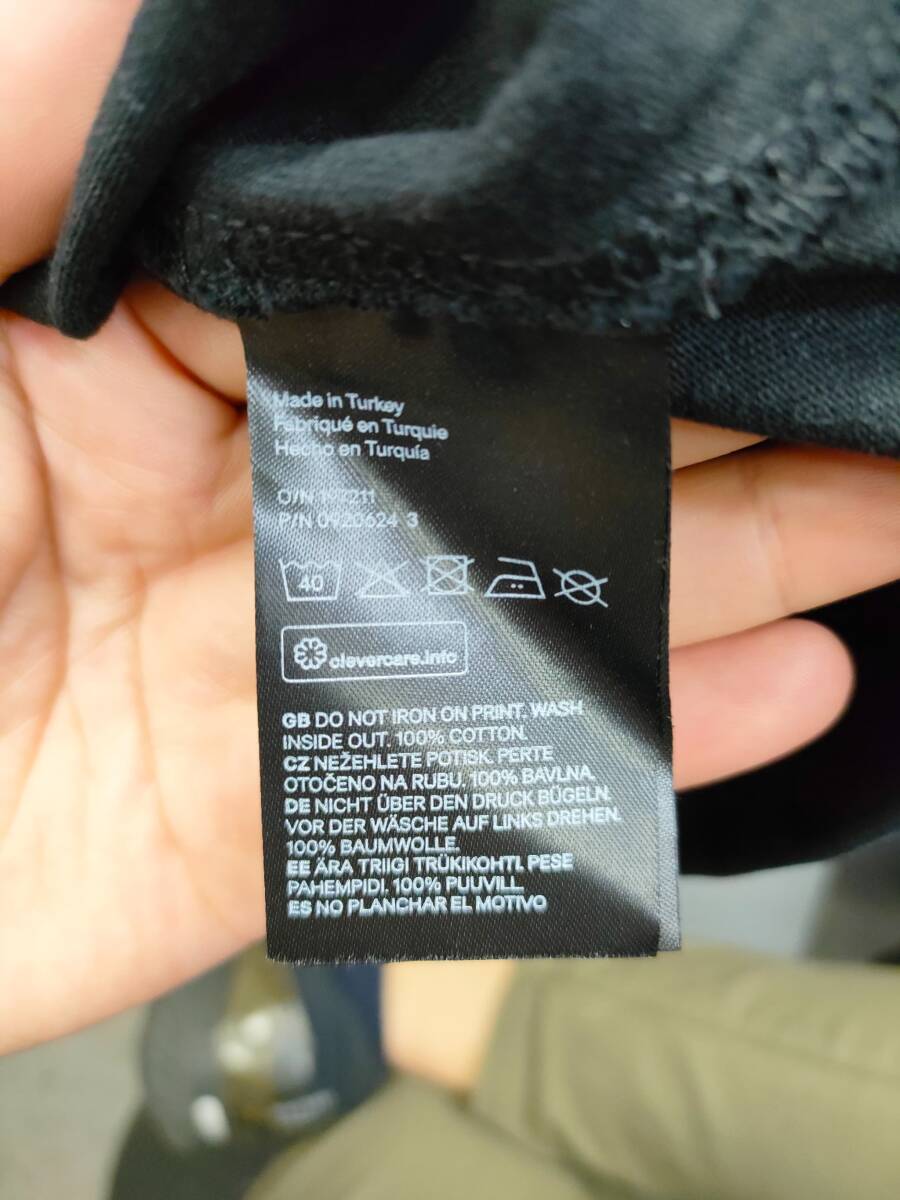 Made in Turkey
Fabriqué en Turquie
Hecho en Turquía
O/N
P/N 3
40
clevercare.info
GB DO NOT IRON ON PRINT. WASH
INSIDE OUT. 100% COTTON.
CZ NEŽEHLETE POTISK. PERTE
OTOČENO NA RUBU. 100% BAVLNA.
DE NICHT ÜBER DEN DRUCK BÜGELN.
VOR DER WÄSCHE AUF LINKS DREHEN.
100% BAUMWOLLE.
EE ÄRA TRIIGI TRÜKIKOHTI. PESE
PAHEMPIDI. 100% PUUVILL.
ES NO PLANCHAR EL MOTIVO